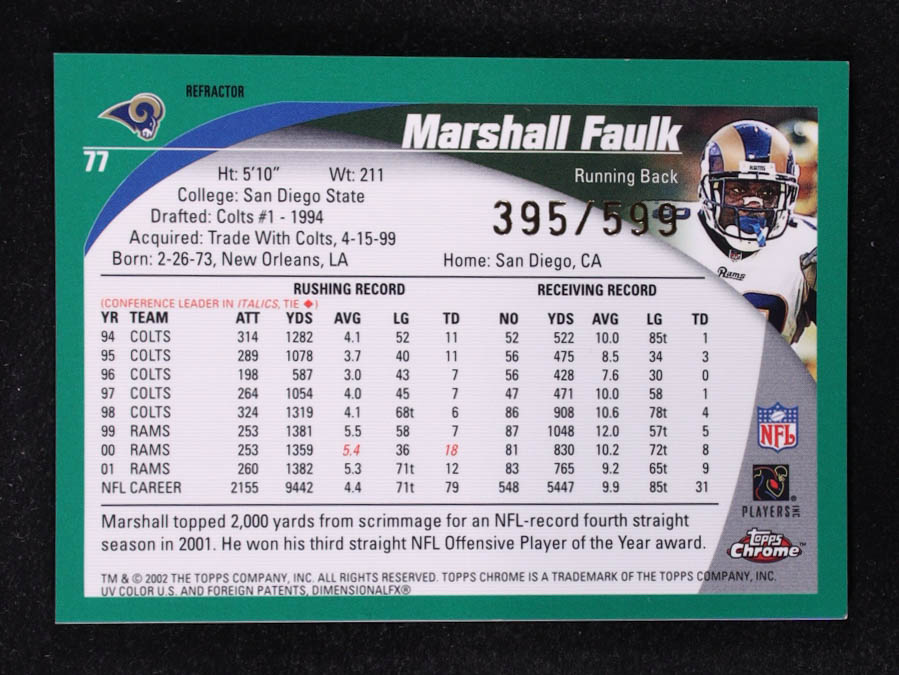 REFRACTOR
77
Marshall Faulk
Running Back
Ht: 5'10" Wt: 211
College: San Diego State
Drafted: Colts #1 - 1994
395/599
Acquired: Trade With Colts, 4-15-99
Born: 2-26-73, New Orleans, LA Home: San Diego, CA
Rams
RUSHING RECORD RECEIVING RECORD
(CONFERENCE LEADER IN ITALICS, TIE ◆)
YR TEAM ATT YDS AVG LG TD NO YDS AVG LG TD
94 COLTS 314 1282 4.1 52 11 52 522 10.0 85t 1
95 COLTS 289 1078 3.7 40 11 56 475 8.5 34 3
96 COLTS 198 587 3.0 43 7 56 428 7.6 30 0
97 COLTS 264 1054 4.0 45 7 47 471 10.0 58 1
98 COLTS 324 1319 4.1 68t 6 86 908 10.6 78t 4
99 RAMS 253 1381 5.5 58 7 87 1048 12.0 57t 5
00 RAMS 253 1359 5.4 36 18 81 830 10.2 72t 8
01 RAMS 260 1382 5.3 71t 12 83 765 9.2 65t 9
NFL CAREER 2155 9442 4.4 71t 79 548 5447 9.9 85t 31
NFL
PLAYERS INC
Marshall topped 2,000 yards from scrimmage for an NFL-record fourth straight
season in 2001. He won his third straight NFL Offensive Player of the Year award.
Topps
Chrome™
TM & © 2002 THE TOPPS COMPANY, INC. ALL RIGHTS RESERVED. TOPPS CHROME IS A TRADEMARK OF THE TOPPS COMPANY, INC.
UV COLOR U.S. AND FOREIGN PATENTS, DIMENSIONALFX®